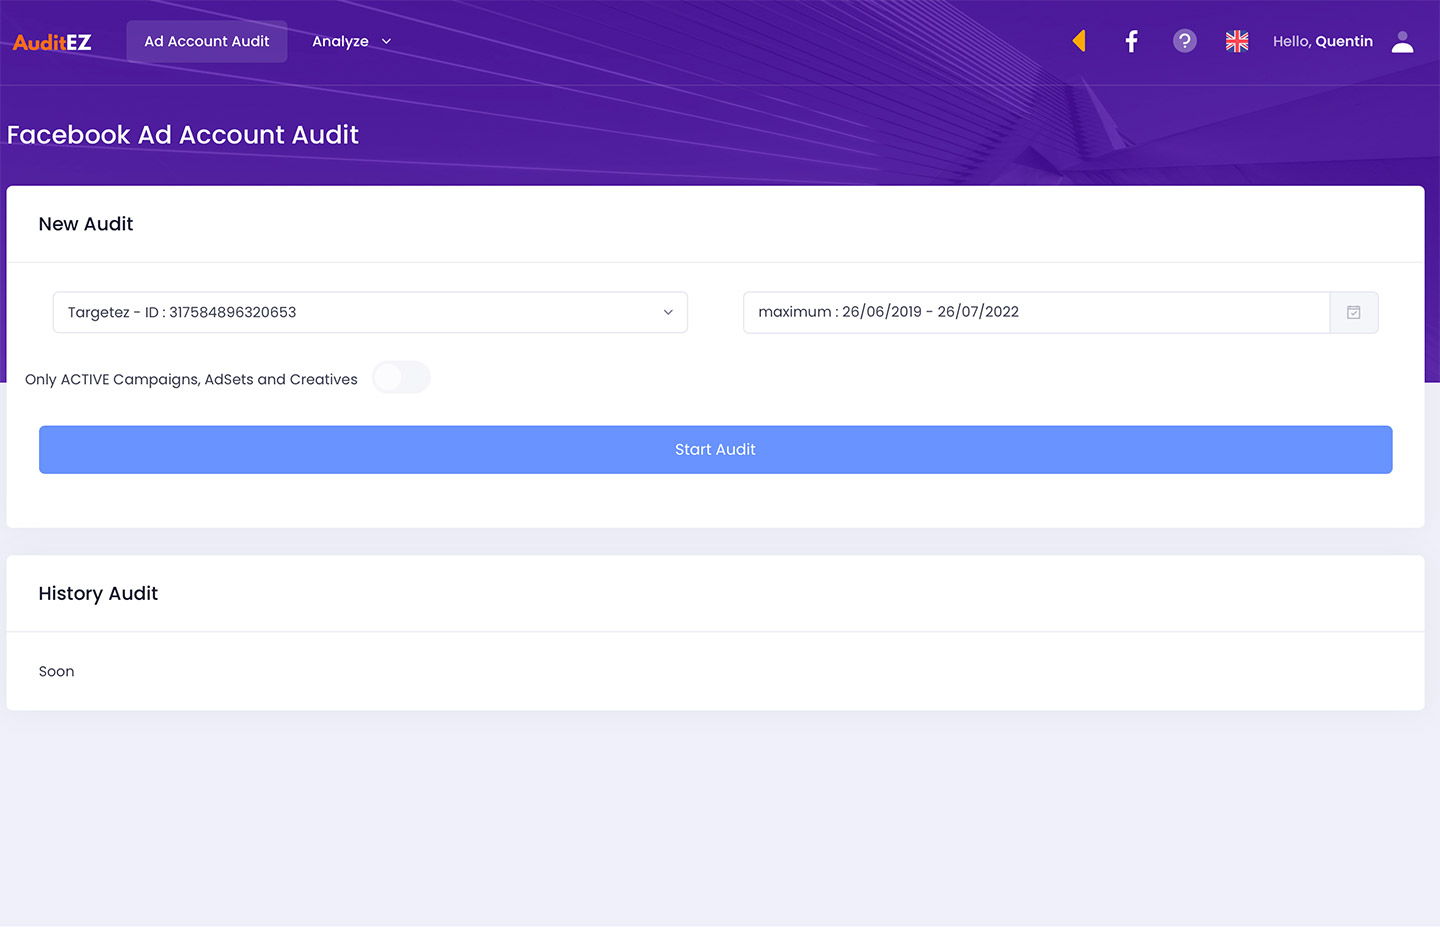 AuditEZ
Ad Account Audit
Analyze
?
Hello, Quentin
Facebook Ad Account Audit
New Audit
Targetez - ID : 317584896320653
maximum : 26/06/2019 - 26/07/2022
Only ACTIVE Campaigns, AdSets and Creatives
Start Audit
History Audit
Soon